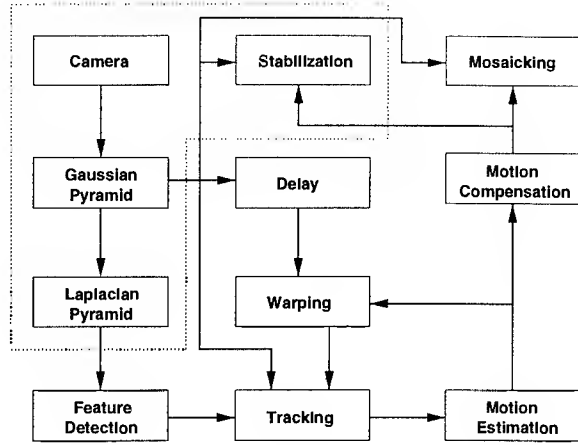 Camera
Stabilization
Mosaicking
Gaussian
Pyramid
Delay
Motion
Compensation
Laplacian
Pyramid
Warping
Feature
Detection
Tracking
Motion
Estimation